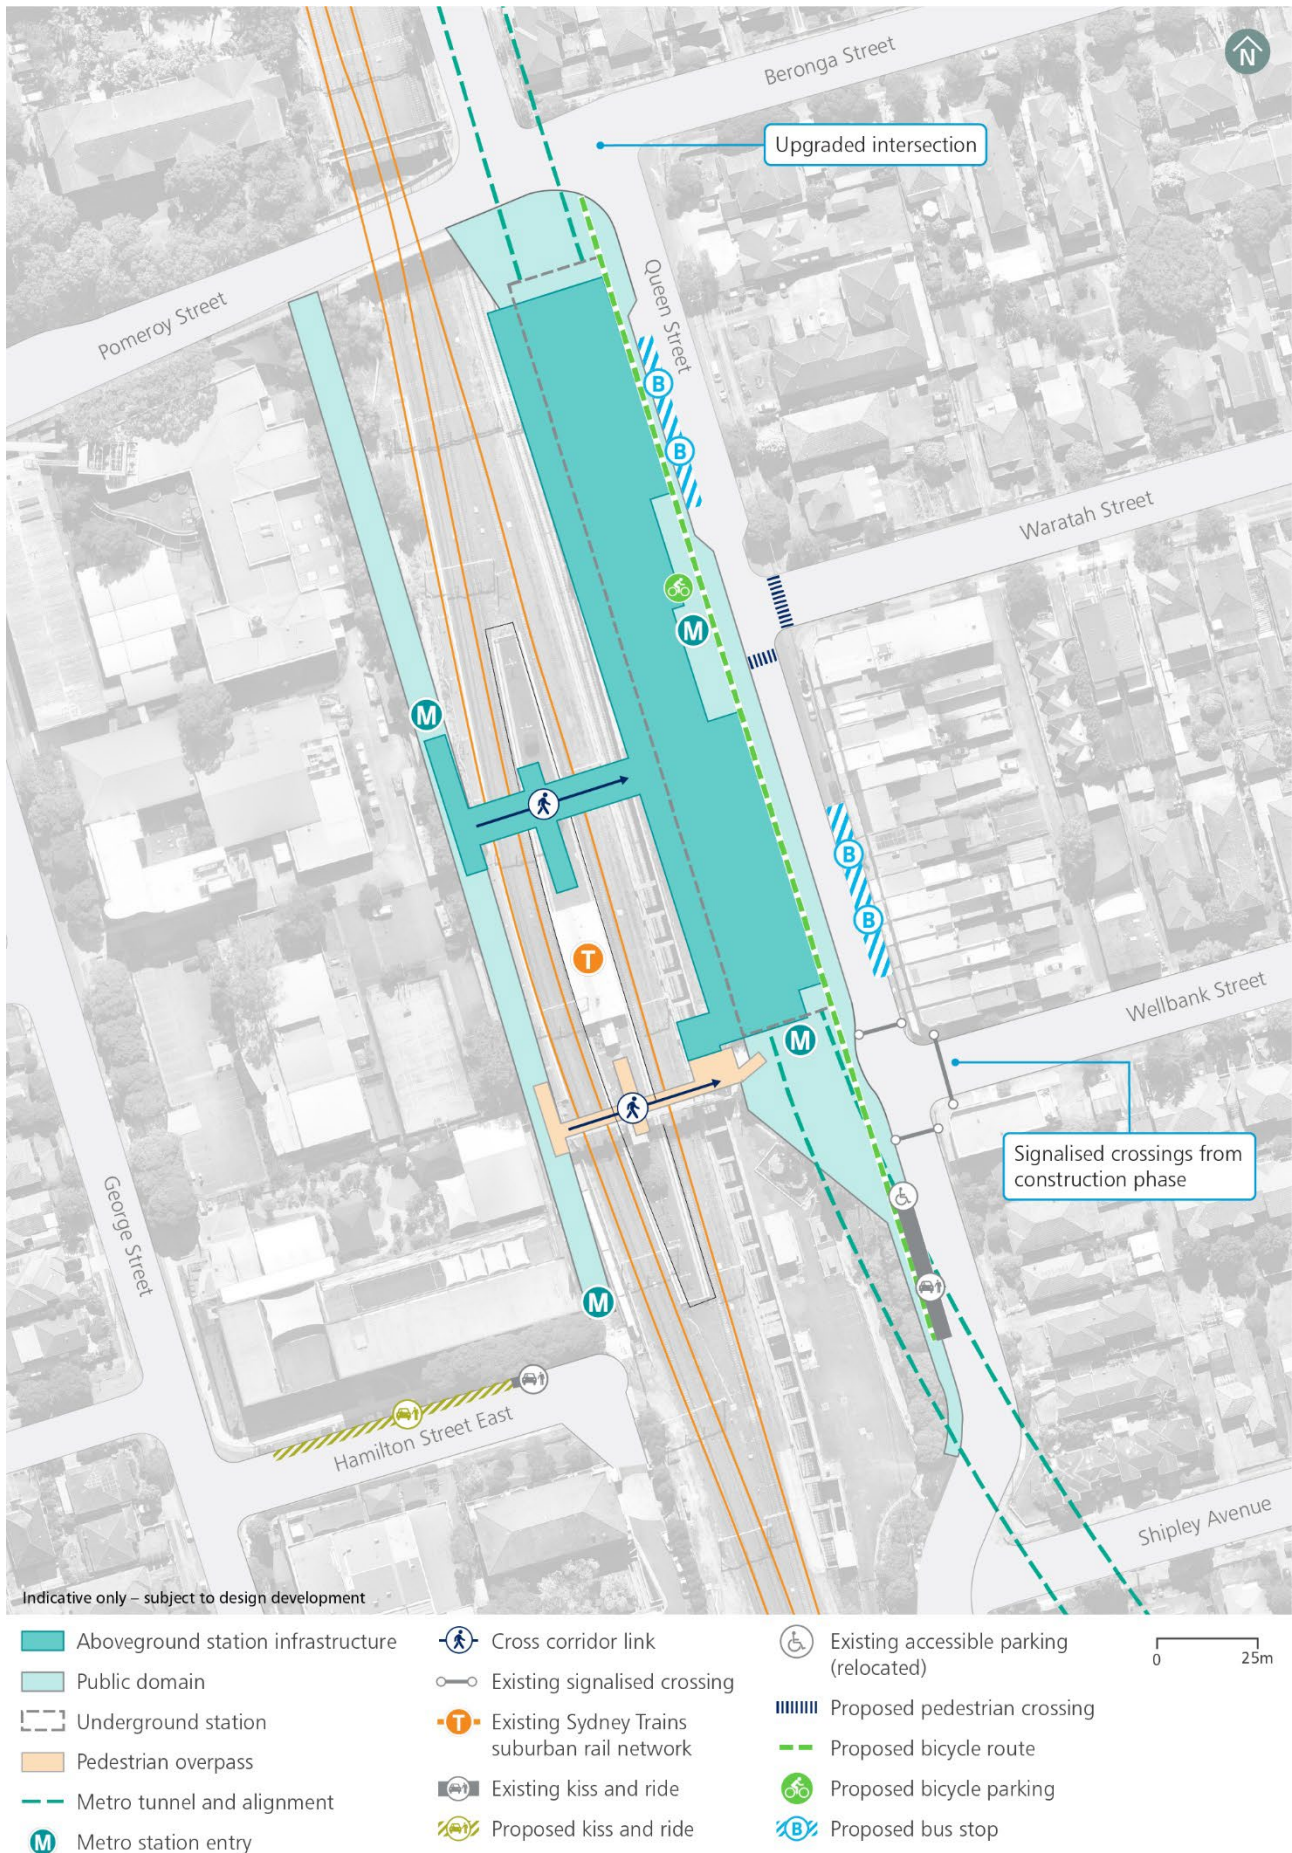 N
Beronga Street
Upgraded intersection
Queen Street
Pomeroy Street
B
B
Waratah Street
M
M
B
B
T
Wellbank Street
M
Signalised crossings from
construction phase
George Street
M
Hamilton Street East
Shipley Avenue
Indicative only – subject to design development
Aboveground station infrastructure
Public domain
Underground station
Pedestrian overpass
Metro tunnel and alignment
M Metro station entry
Cross corridor link
Existing signalised crossing
T Existing Sydney Trains
suburban rail network
Existing kiss and ride
Proposed kiss and ride
Existing accessible parking
(relocated)
Proposed pedestrian crossing
Proposed bicycle route
Proposed bicycle parking
B Proposed bus stop
0 25m